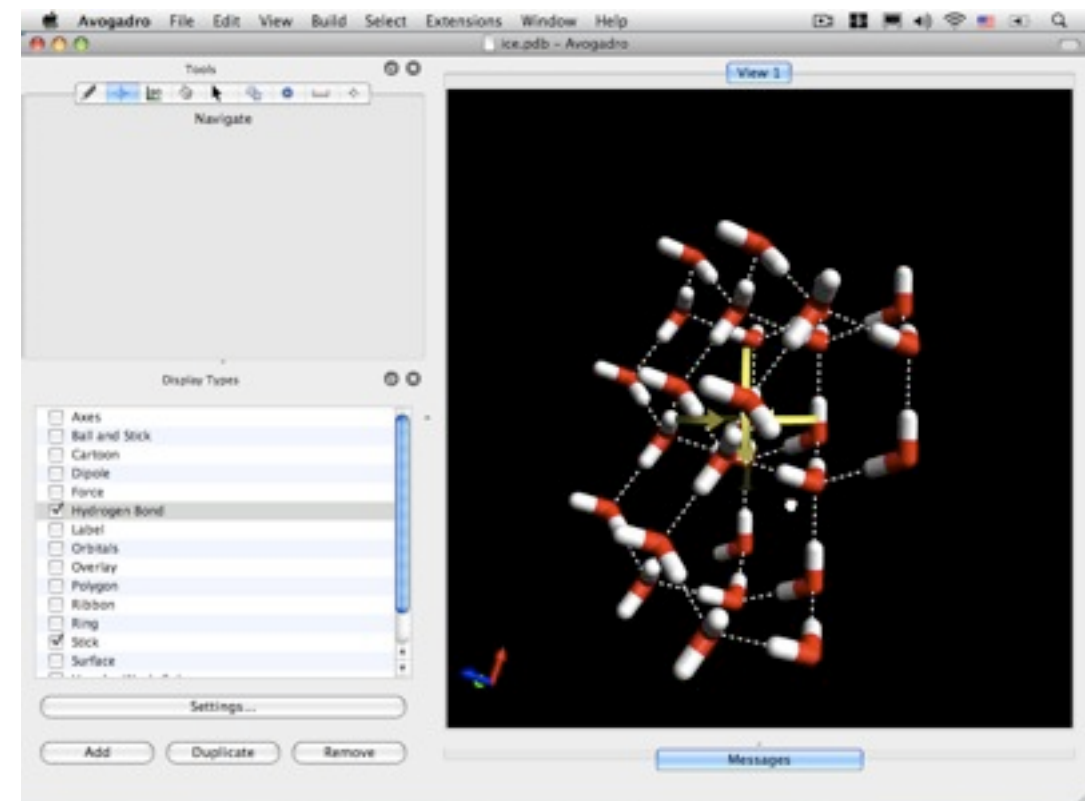 Avogadro File Edit View Build Select Extensions Window Help
ice.pdb - Avogadro
Tools
View 1
Navigate
Display Types
Axes
Ball and Stick
Cartoon
Dipole
Force
Hydrogen Bond
Label
Orbitals
Overlay
Polygon
Ribbon
Ring
Stick
Surface
Settings...
Add Duplicate Remove
Messages